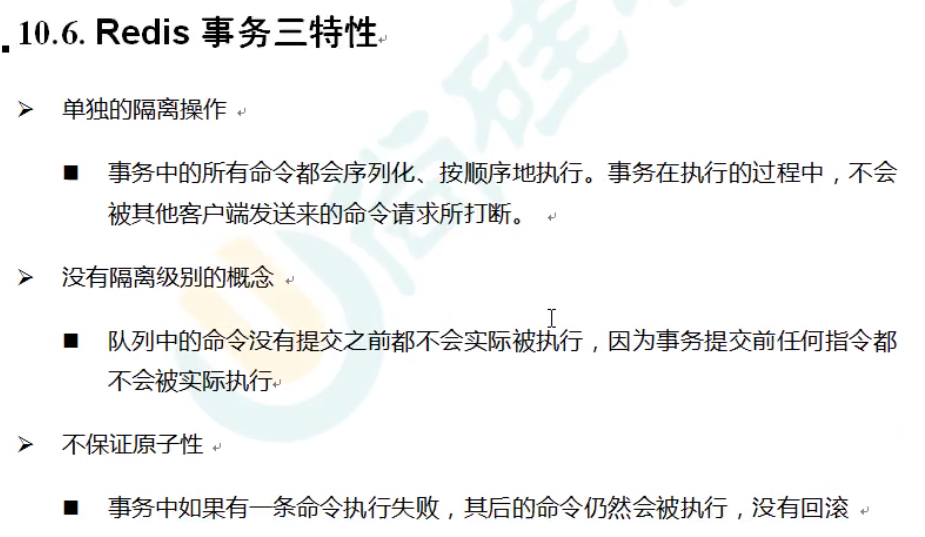 10.6. Redis 事务三特性
单独的隔离操作
事务中的所有命令都会序列化、按顺序地执行。事务在执行的过程中，不会
被其他客户端发送来的命令请求所打断。
没有隔离级别的概念
队列中的命令没有提交之前都不会实际被执行，因为事务提交前任何指令都
不会被实际执行
不保证原子性
事务中如果有一条命令执行失败，其后的命令仍然会被执行，没有回滚
尚硅